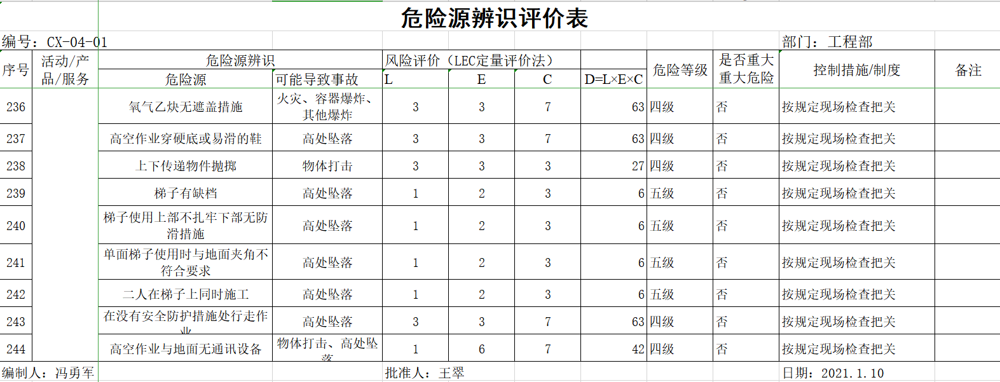 危险源辨识评价表
编号：CX-04-01 部门：工程部
序号 活动/产品/服务 危险源辨识 风险评价（LEC定量评价法） 危险等级 是否重大重大危险 控制措施/制度 备注
危险源 可能导致事故 L E C D=L×E×C
236 氧气乙炔无遮盖措施 火灾、容器爆炸、其他爆炸 3 3 7 63 四级 否 按规定现场检查把关
237 高空作业穿硬底或易滑的鞋 高处坠落 3 3 7 63 四级 否 按规定现场检查把关
238 上下传递物件抛掷 物体打击 3 3 3 27 四级 否 按规定现场检查把关
239 梯子有缺档 高处坠落 1 2 3 6 五级 否 按规定现场检查把关
240 梯子使用上部不扎牢下部无防滑措施 高处坠落 1 2 3 6 五级 否 按规定现场检查把关
241 单面梯子使用时与地面夹角不符合要求 高处坠落 1 2 3 6 五级 否 按规定现场检查把关
242 二人在梯子上同时施工 高处坠落 1 2 3 6 五级 否 按规定现场检查把关
243 在没有安全防护措施处行走作业 高处坠落 3 3 7 63 四级 否 按规定现场检查把关
244 高空作业与地面无通讯设备 物体打击、高处坠落 1 6 7 42 四级 否 按规定现场检查把关
编制人：冯勇军 批准人：王翠 日期：2021.1.10